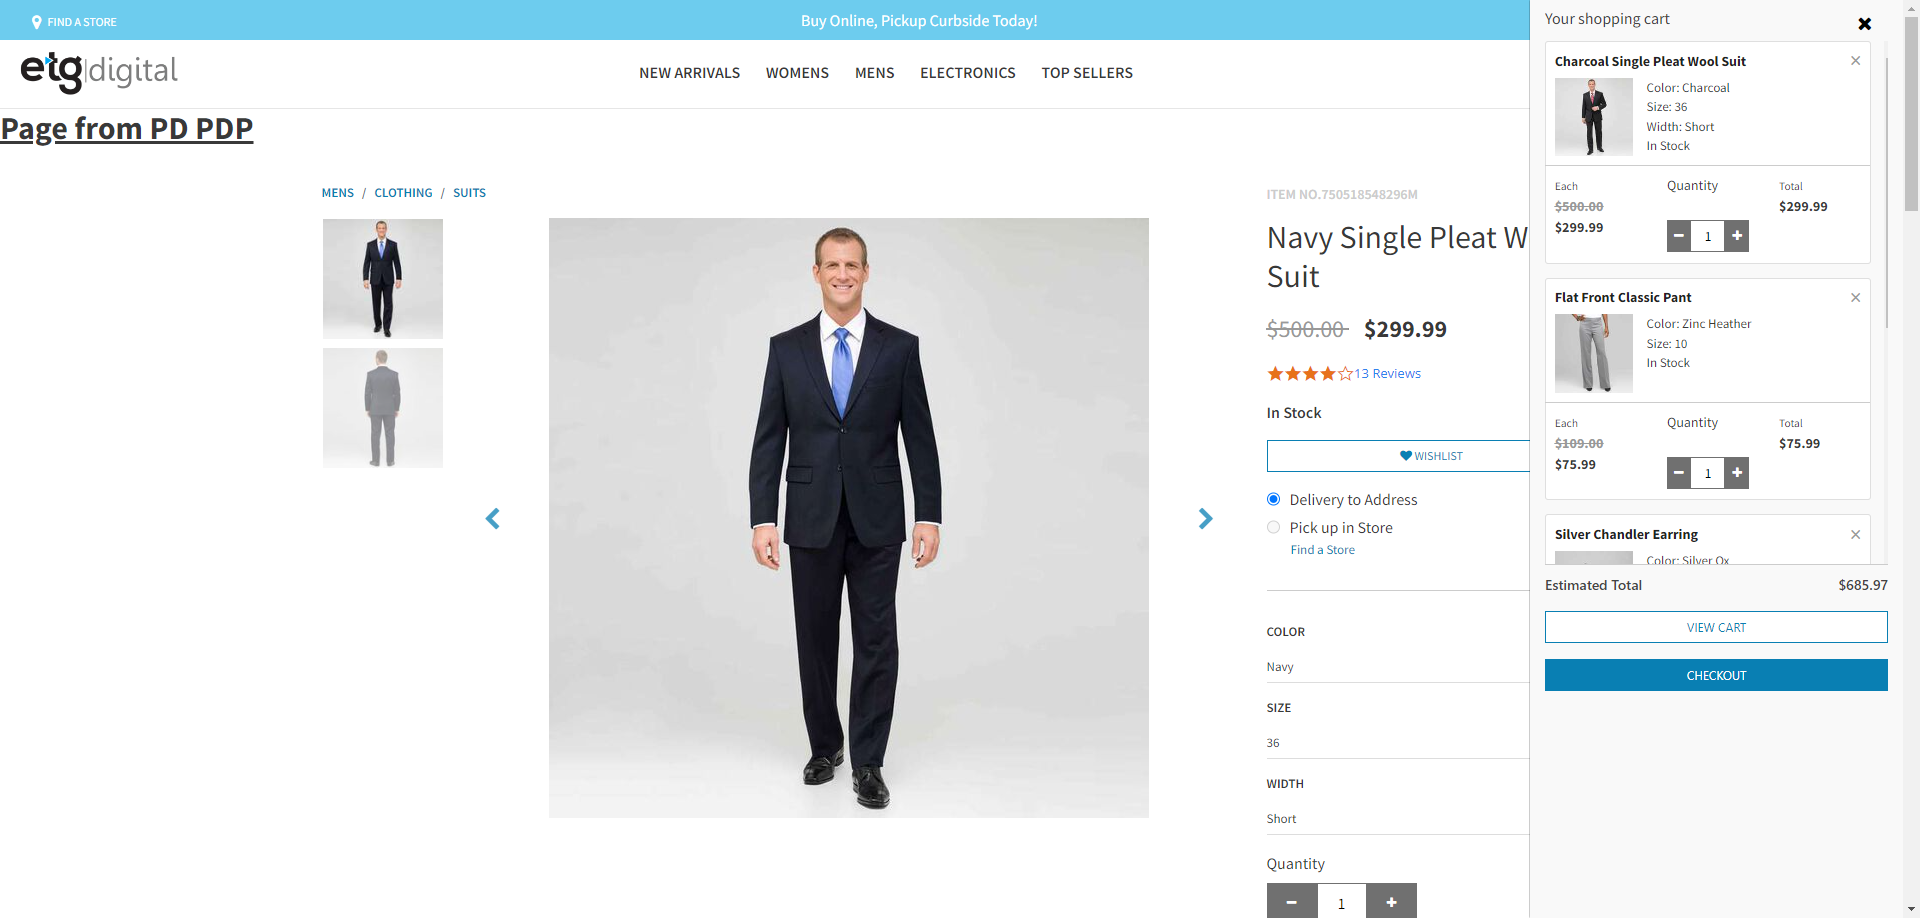 FIND A STORE
Buy Online, Pickup Curbside Today!
etg|digital
NEW ARRIVALS
WOMENS
MENS
ELECTRONICS
TOP SELLERS
Page from PD PDP
MENS / CLOTHING / SUITS
ITEM NO.750518548296M
Navy Single Pleat W
Suit
$500.00 $299.99
13 Reviews
In Stock
WISHLIST
Delivery to Address
Pick up in Store
Find a Store
COLOR
Navy
SIZE
36
WIDTH
Short
Quantity
− 1 +
Your shopping cart
Charcoal Single Pleat Wool Suit
Color: Charcoal
Size: 36
Width: Short
In Stock
Each Quantity Total
$500.00 $299.99
$299.99
− 1 +
Flat Front Classic Pant
Color: Zinc Heather
Size: 10
In Stock
Each Quantity Total
$109.00 $75.99
$75.99
− 1 +
Silver Chandler Earring
Color: Silver Ox
Estimated Total $685.97
VIEW CART
CHECKOUT